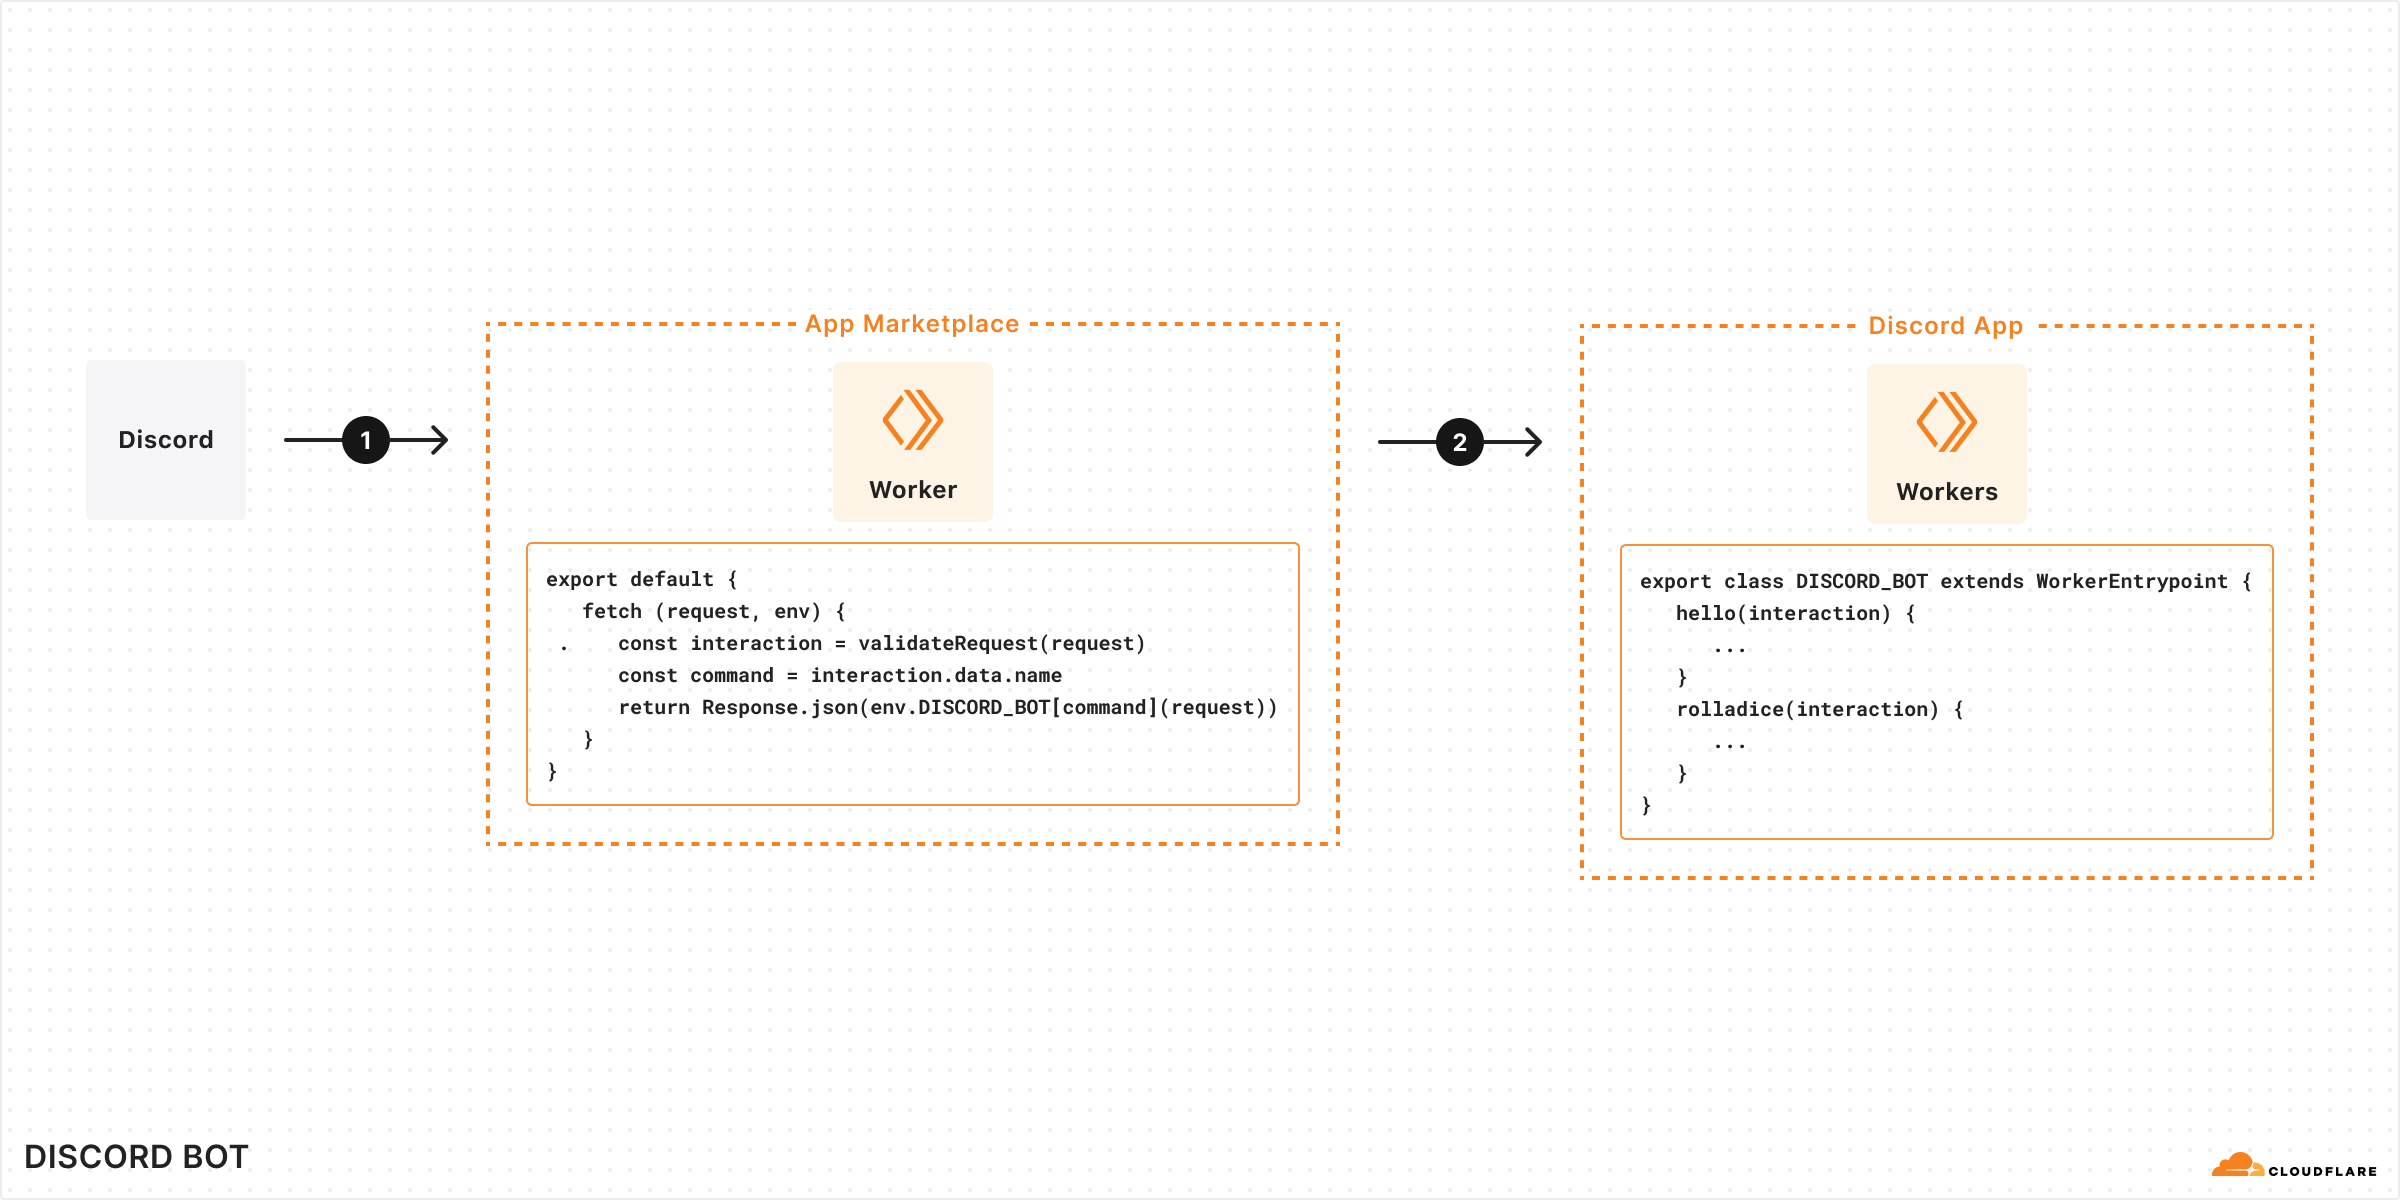 Discord
1
App Marketplace
Worker
export default {
   fetch (request, env) {
 .    const interaction = validateRequest(request)
      const command = interaction.data.name
      return Response.json(env.DISCORD_BOT[command](request))
   }
}
2
Discord App
Workers
export class DISCORD_BOT extends WorkerEntrypoint {
   hello(interaction) {
      ...
   }
   rolladice(interaction) {
      ...
   }
}
DISCORD BOT
CLOUDFLARE